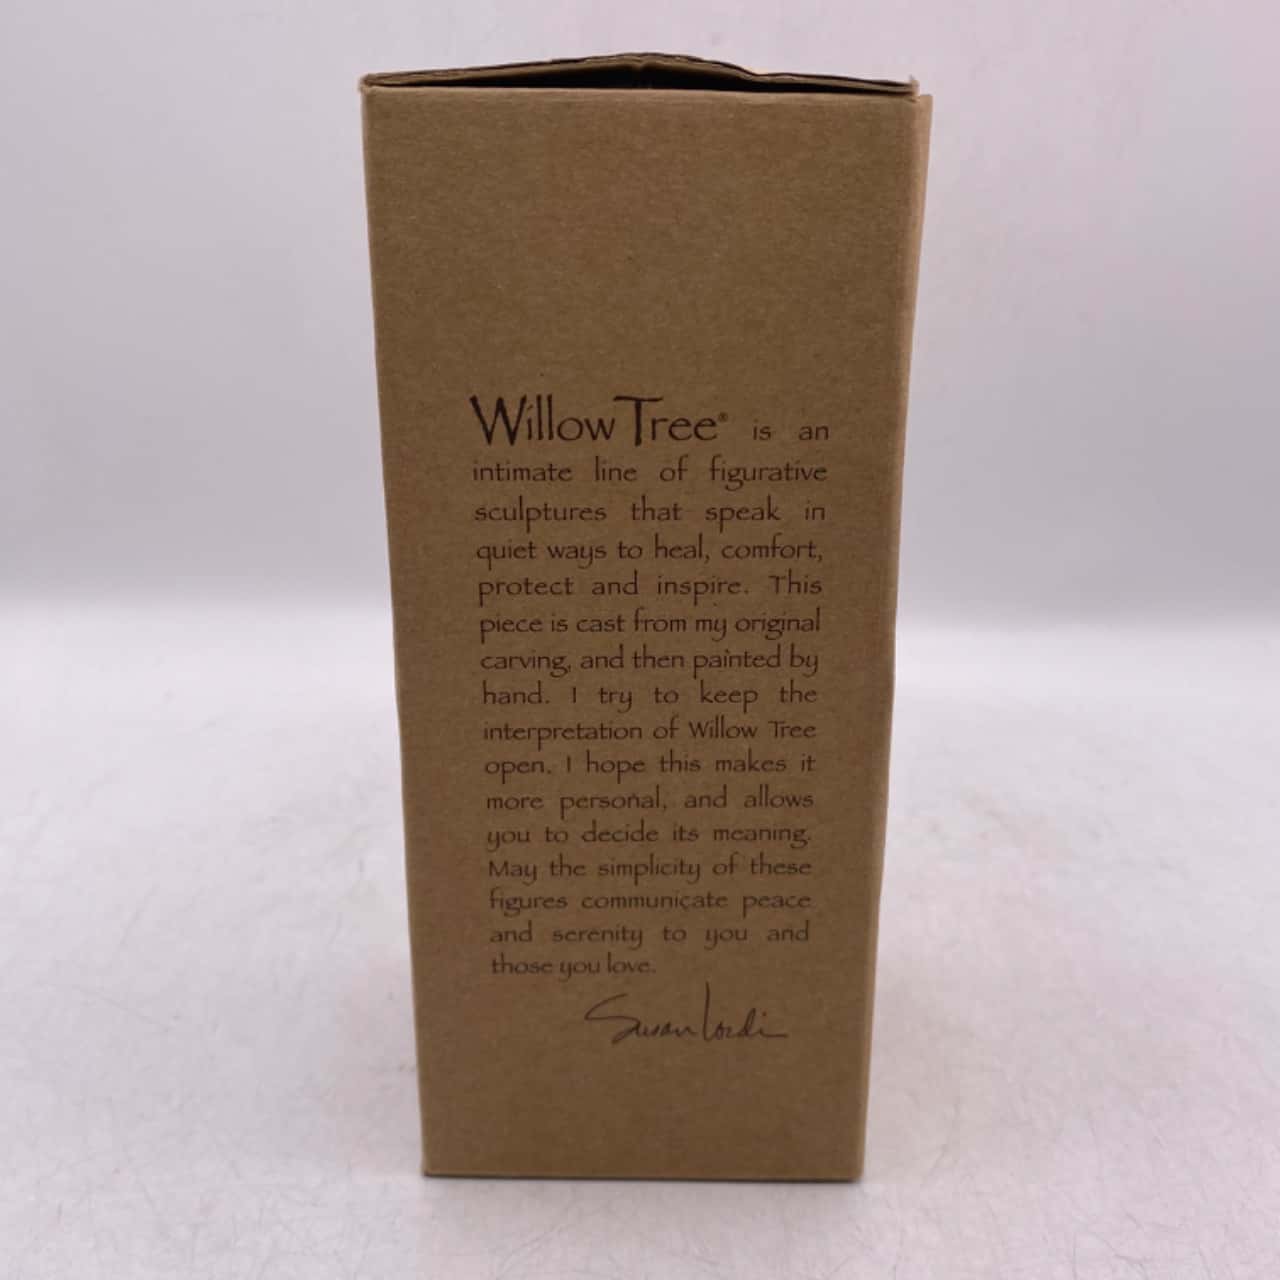 Willow Tree® is an
intimate line of figurative
sculptures that speak in
quiet ways to heal, comfort,
protect and inspire. This
piece is cast from my original
carving, and then painted by
hand. I try to keep the
interpretation of Willow Tree
open. I hope this makes it
more personal, and allows
you to decide its meaning.
May the simplicity of these
figures communicate peace
and serenity to you and
those you love.
Susan Lordi